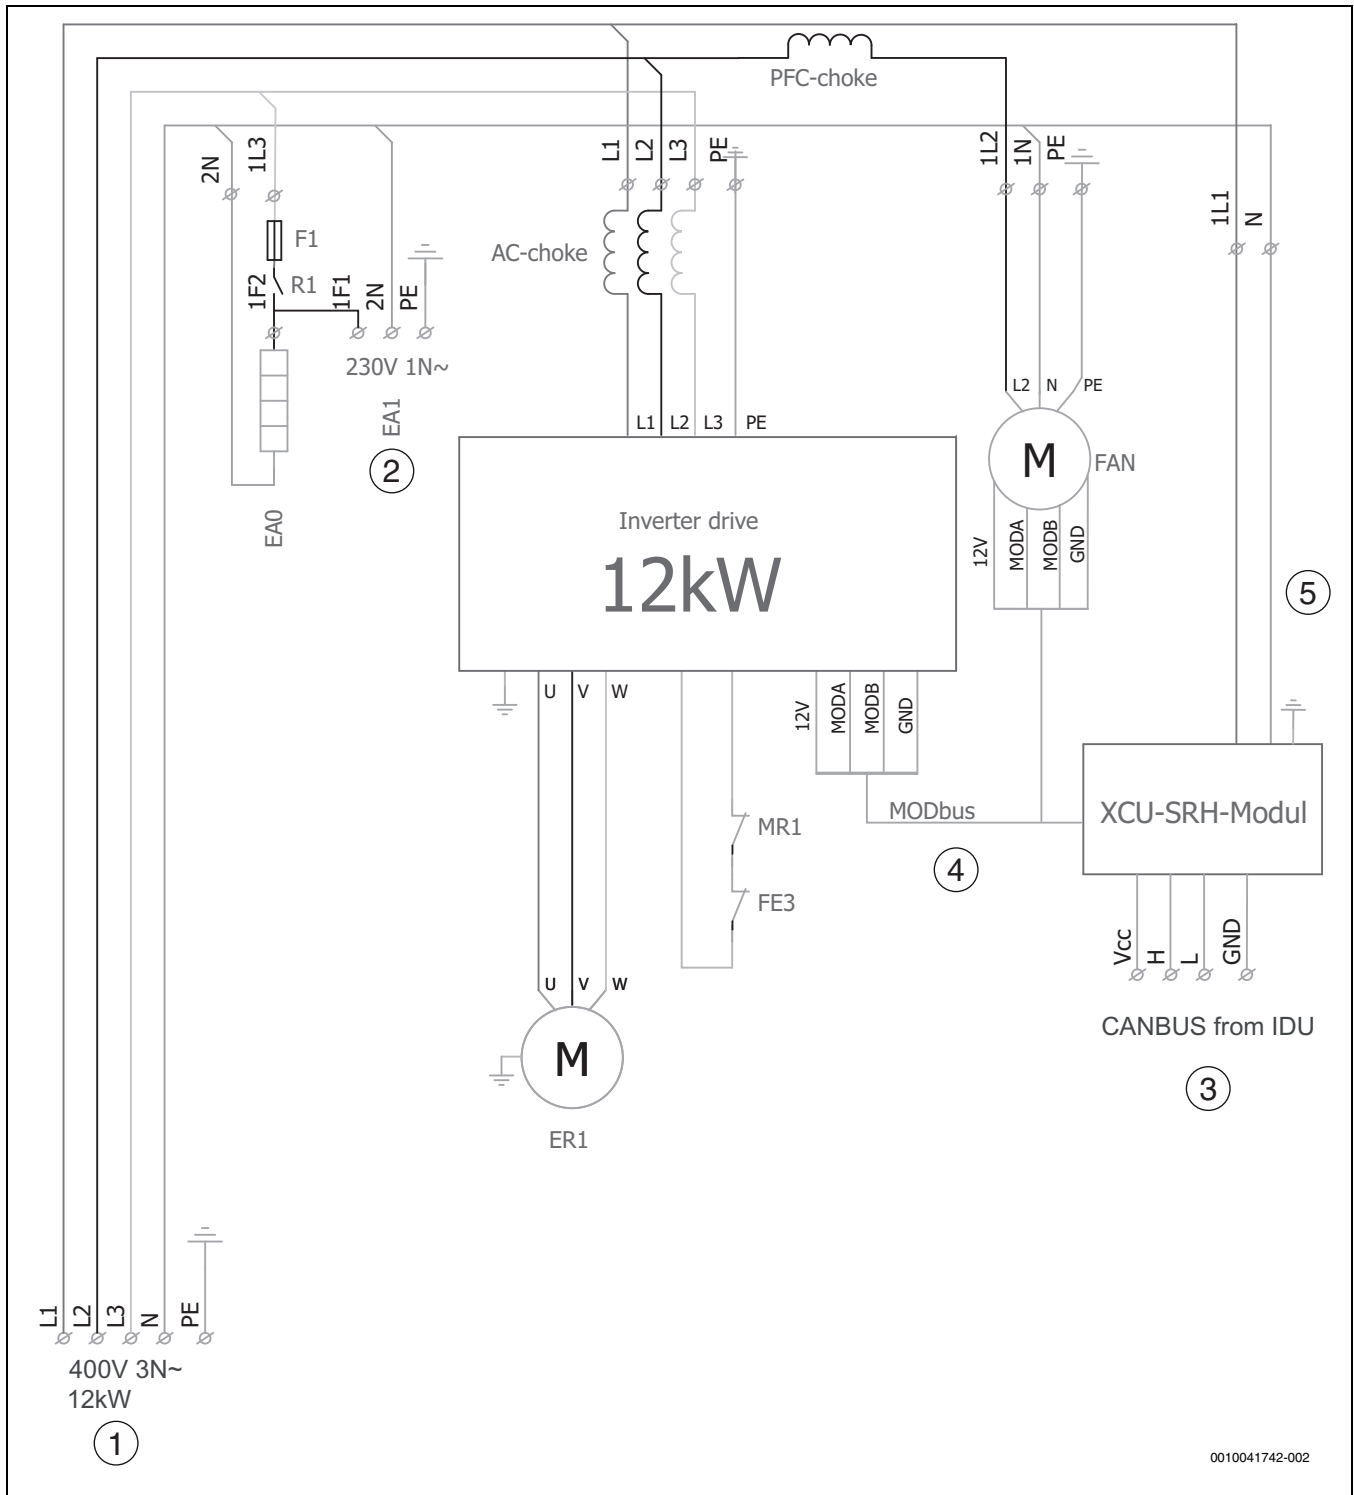 PFC-choke
2N
1L3
L1
L2
L3
PE
1L2
1N
PE
1L1
N
F1
AC-choke
1F2
R1
1F1
2N
PE
230V 1N~
EA1
2
EA0
L1
L2
L3
PE
L2
N
PE
M
FAN
12V
MODA
MODB
GND
Inverter drive
12kW
5
U
V
W
12V
MODA
MODB
GND
MODbus
4
XCU-SRH-Modul
MR1
FE3
Vcc
H
L
GND
CANBUS from IDU
3
U
V
W
M
ER1
L1
L2
L3
N
PE
400V 3N~
12kW
1
0010041742-002